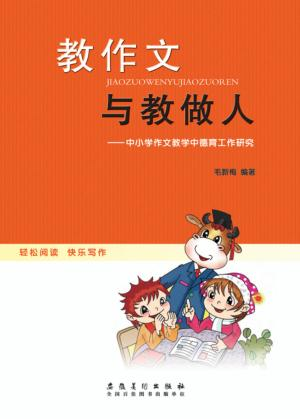 教作文
JIAOZUOWENYUJIAOZUOREN
与教做人
——中小学作文教学中德育工作研究
毛新梅 编著
轻松阅读 快乐写作
安徽美术出版社
全国百佳图书出版单位